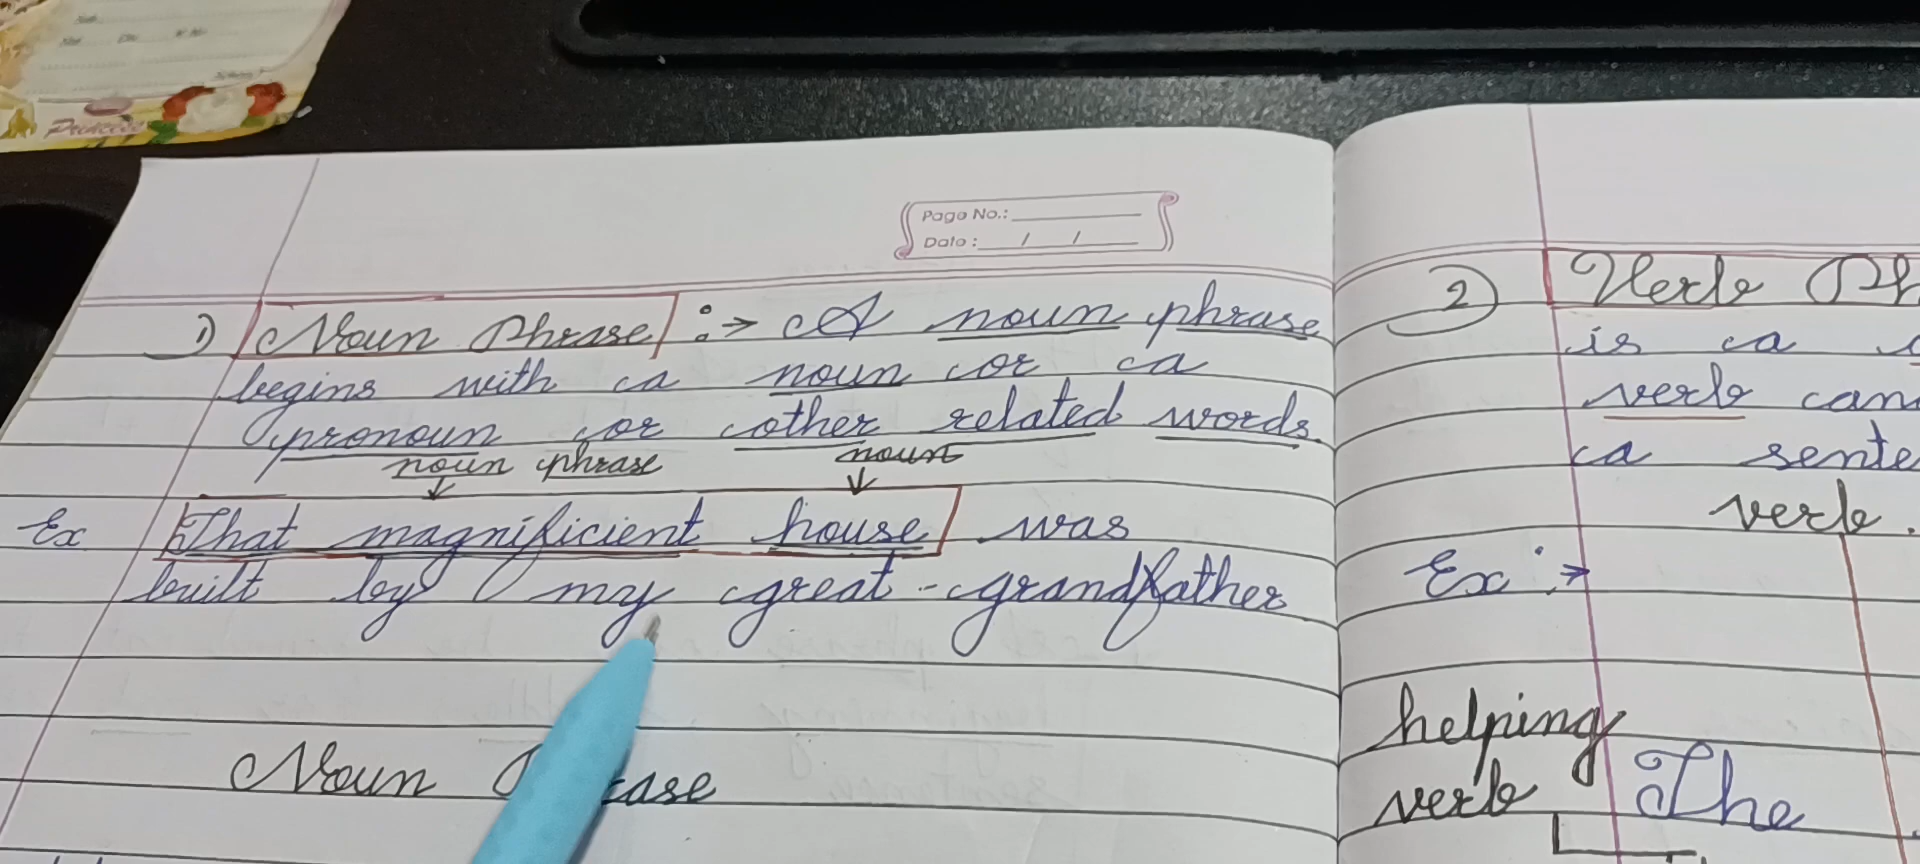 Princess
Page No.:
Date : / /
1) Noun Phrase :→ A noun phrase
begins with a noun or a
pronoun or other related words.
noun phrase noun
Ex That magnificient house was
built by my great-grandfather
Noun
2) Verb Ph
is a
verb can
a sente
verb.
Ex :→
helping
verb The